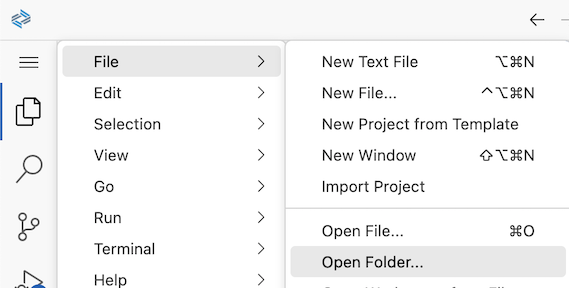 File
Edit
Selection
View
Go
Run
Terminal
Help
New Text File ⌥⌘N
New File... ^⌥⌘N
New Project from Template
New Window ⇧⌥⌘N
Import Project
Open File... ⌘O
Open Folder...